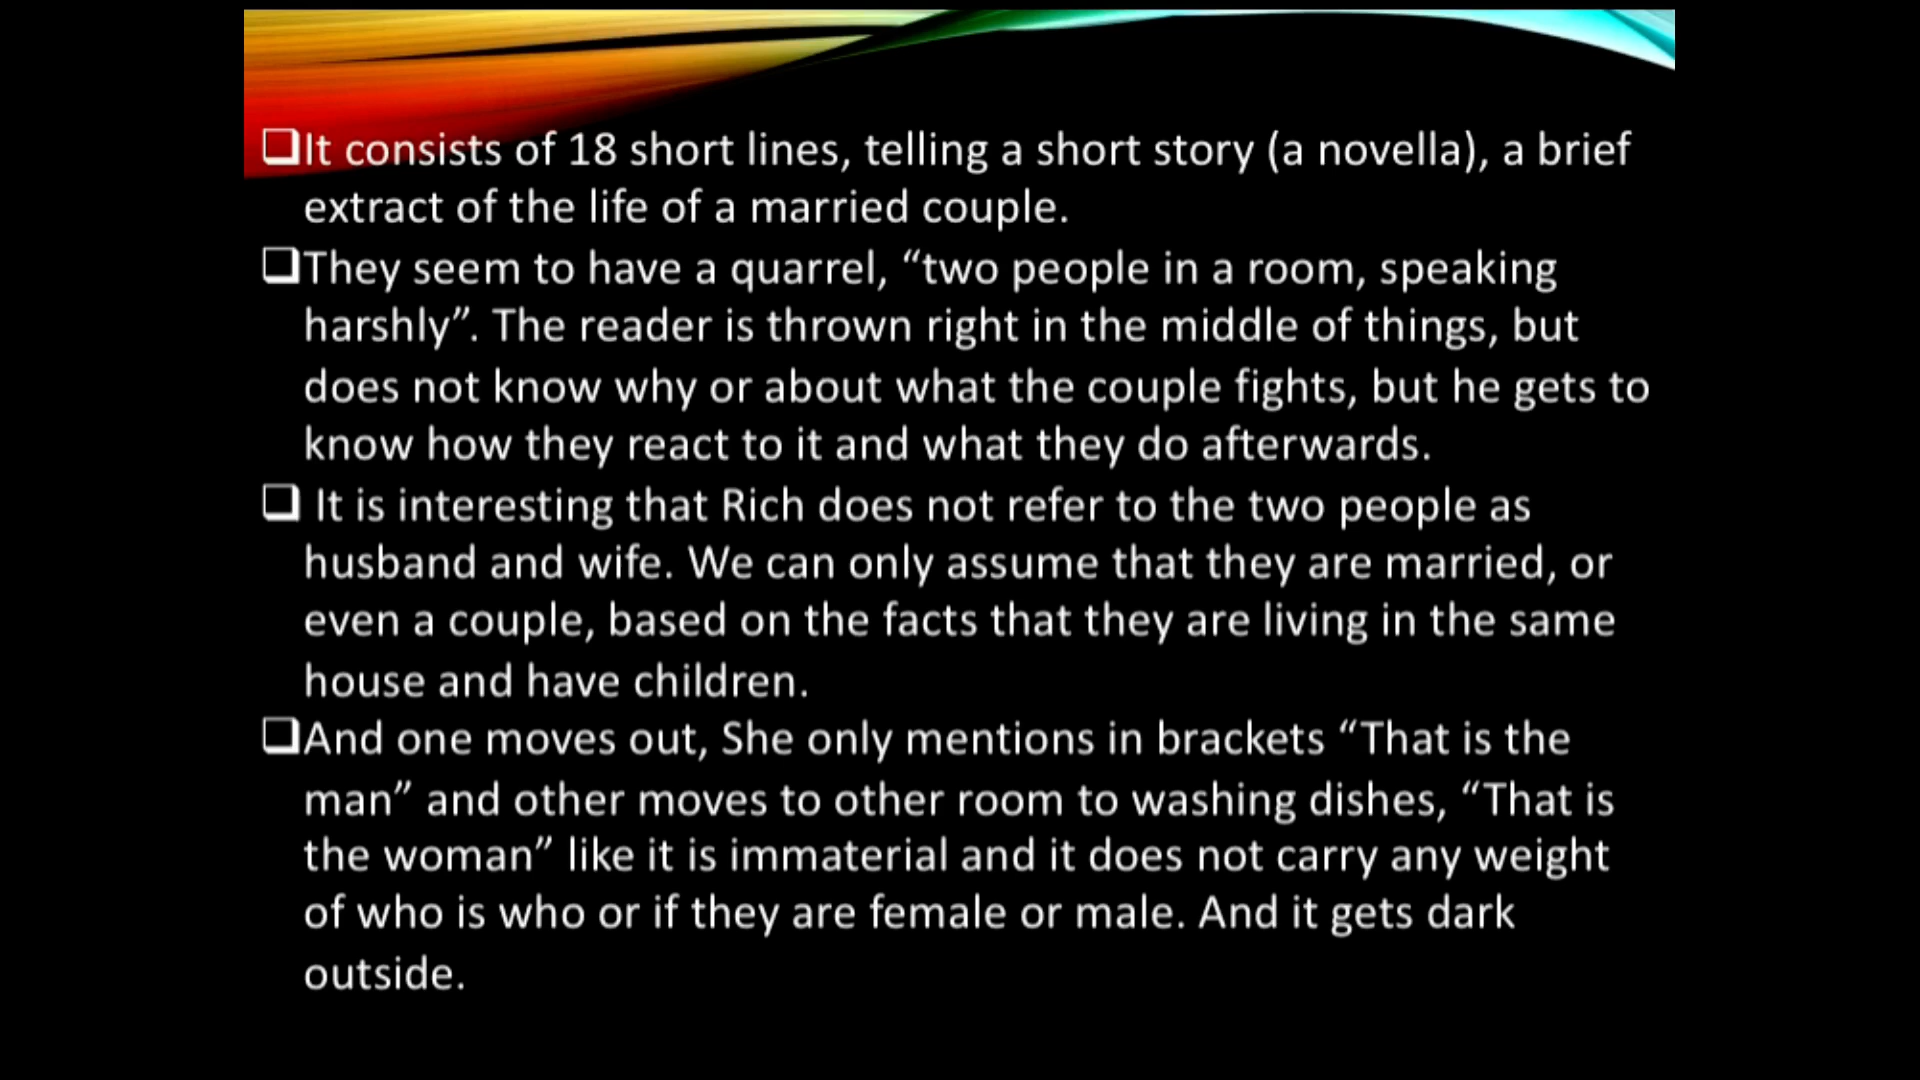 ❑It consists of 18 short lines, telling a short story (a novella), a brief
extract of the life of a married couple.
❑They seem to have a quarrel, “two people in a room, speaking
harshly”. The reader is thrown right in the middle of things, but
does not know why or about what the couple fights, but he gets to
know how they react to it and what they do afterwards.
❑ It is interesting that Rich does not refer to the two people as
husband and wife. We can only assume that they are married, or
even a couple, based on the facts that they are living in the same
house and have children.
❑And one moves out, She only mentions in brackets “That is the
man” and other moves to other room to washing dishes, “That is
the woman” like it is immaterial and it does not carry any weight
of who is who or if they are female or male. And it gets dark
outside.